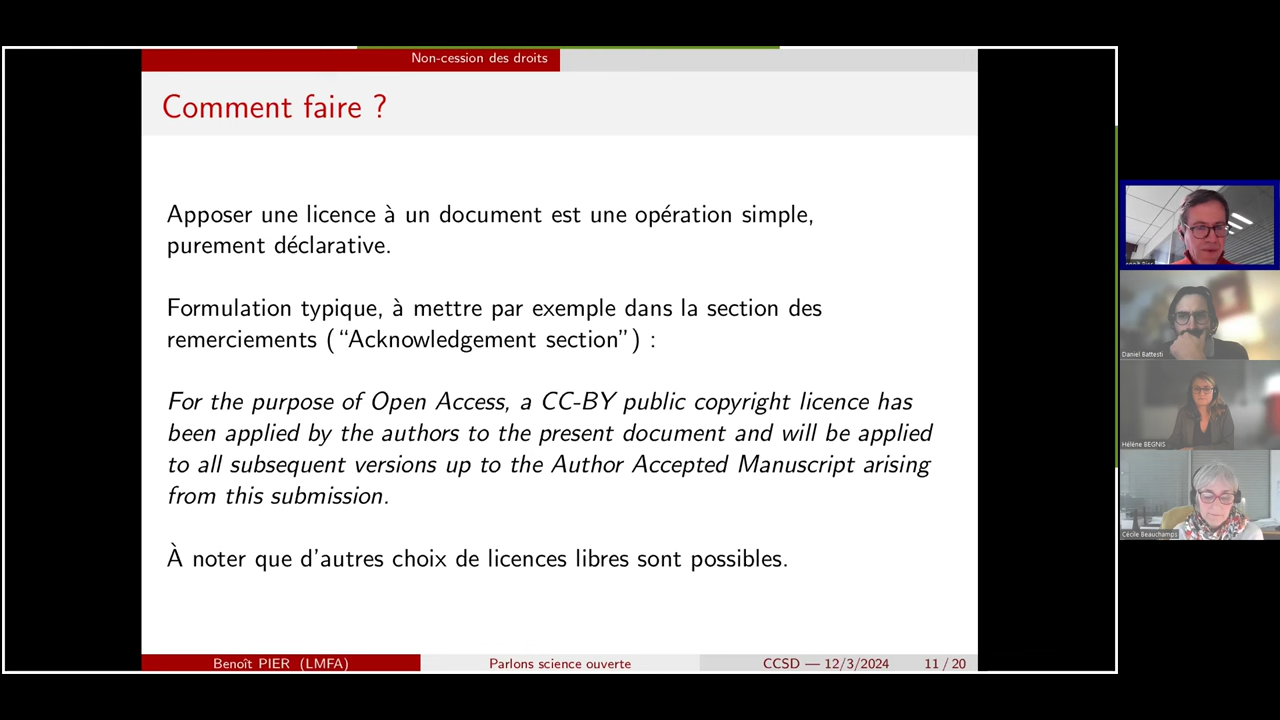 Non-cession des droits
Comment faire ?
Apposer une licence à un document est une opération simple,
purement déclarative.
Formulation typique, à mettre par exemple dans la section des
remerciements (“Acknowledgement section”) :
For the purpose of Open Access, a CC-BY public copyright licence has
been applied by the authors to the present document and will be applied
to all subsequent versions up to the Author Accepted Manuscript arising
from this submission.
À noter que d'autres choix de licences libres sont possibles.
Benoît PIER (LMFA)
Parlons science ouverte
CCSD — 12/3/2024
11 / 20
Daniel Battesti
Hélène BEGNIS
Cécile Beauchamps